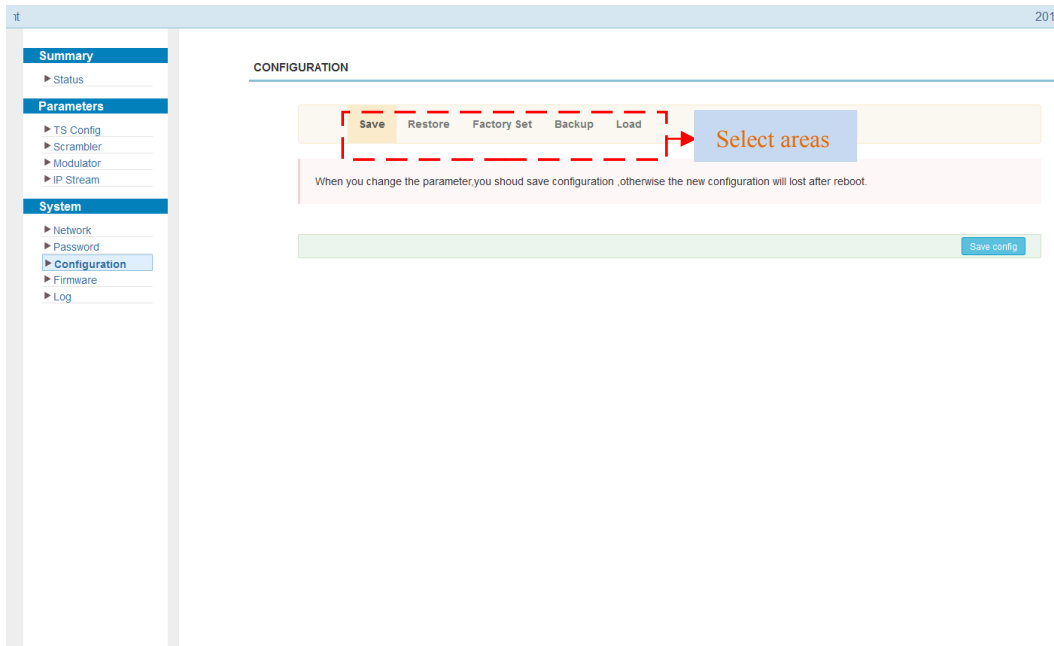 nt
201
Summary
Status
Parameters
TS Config
Scrambler
Modulator
IP Stream
System
Network
Password
Configuration
Firmware
Log
CONFIGURATION
Save Restore Factory Set Backup Load
Select areas
When you change the parameter,you shoud save configuration ,otherwise the new configuration will lost after reboot.
Save config